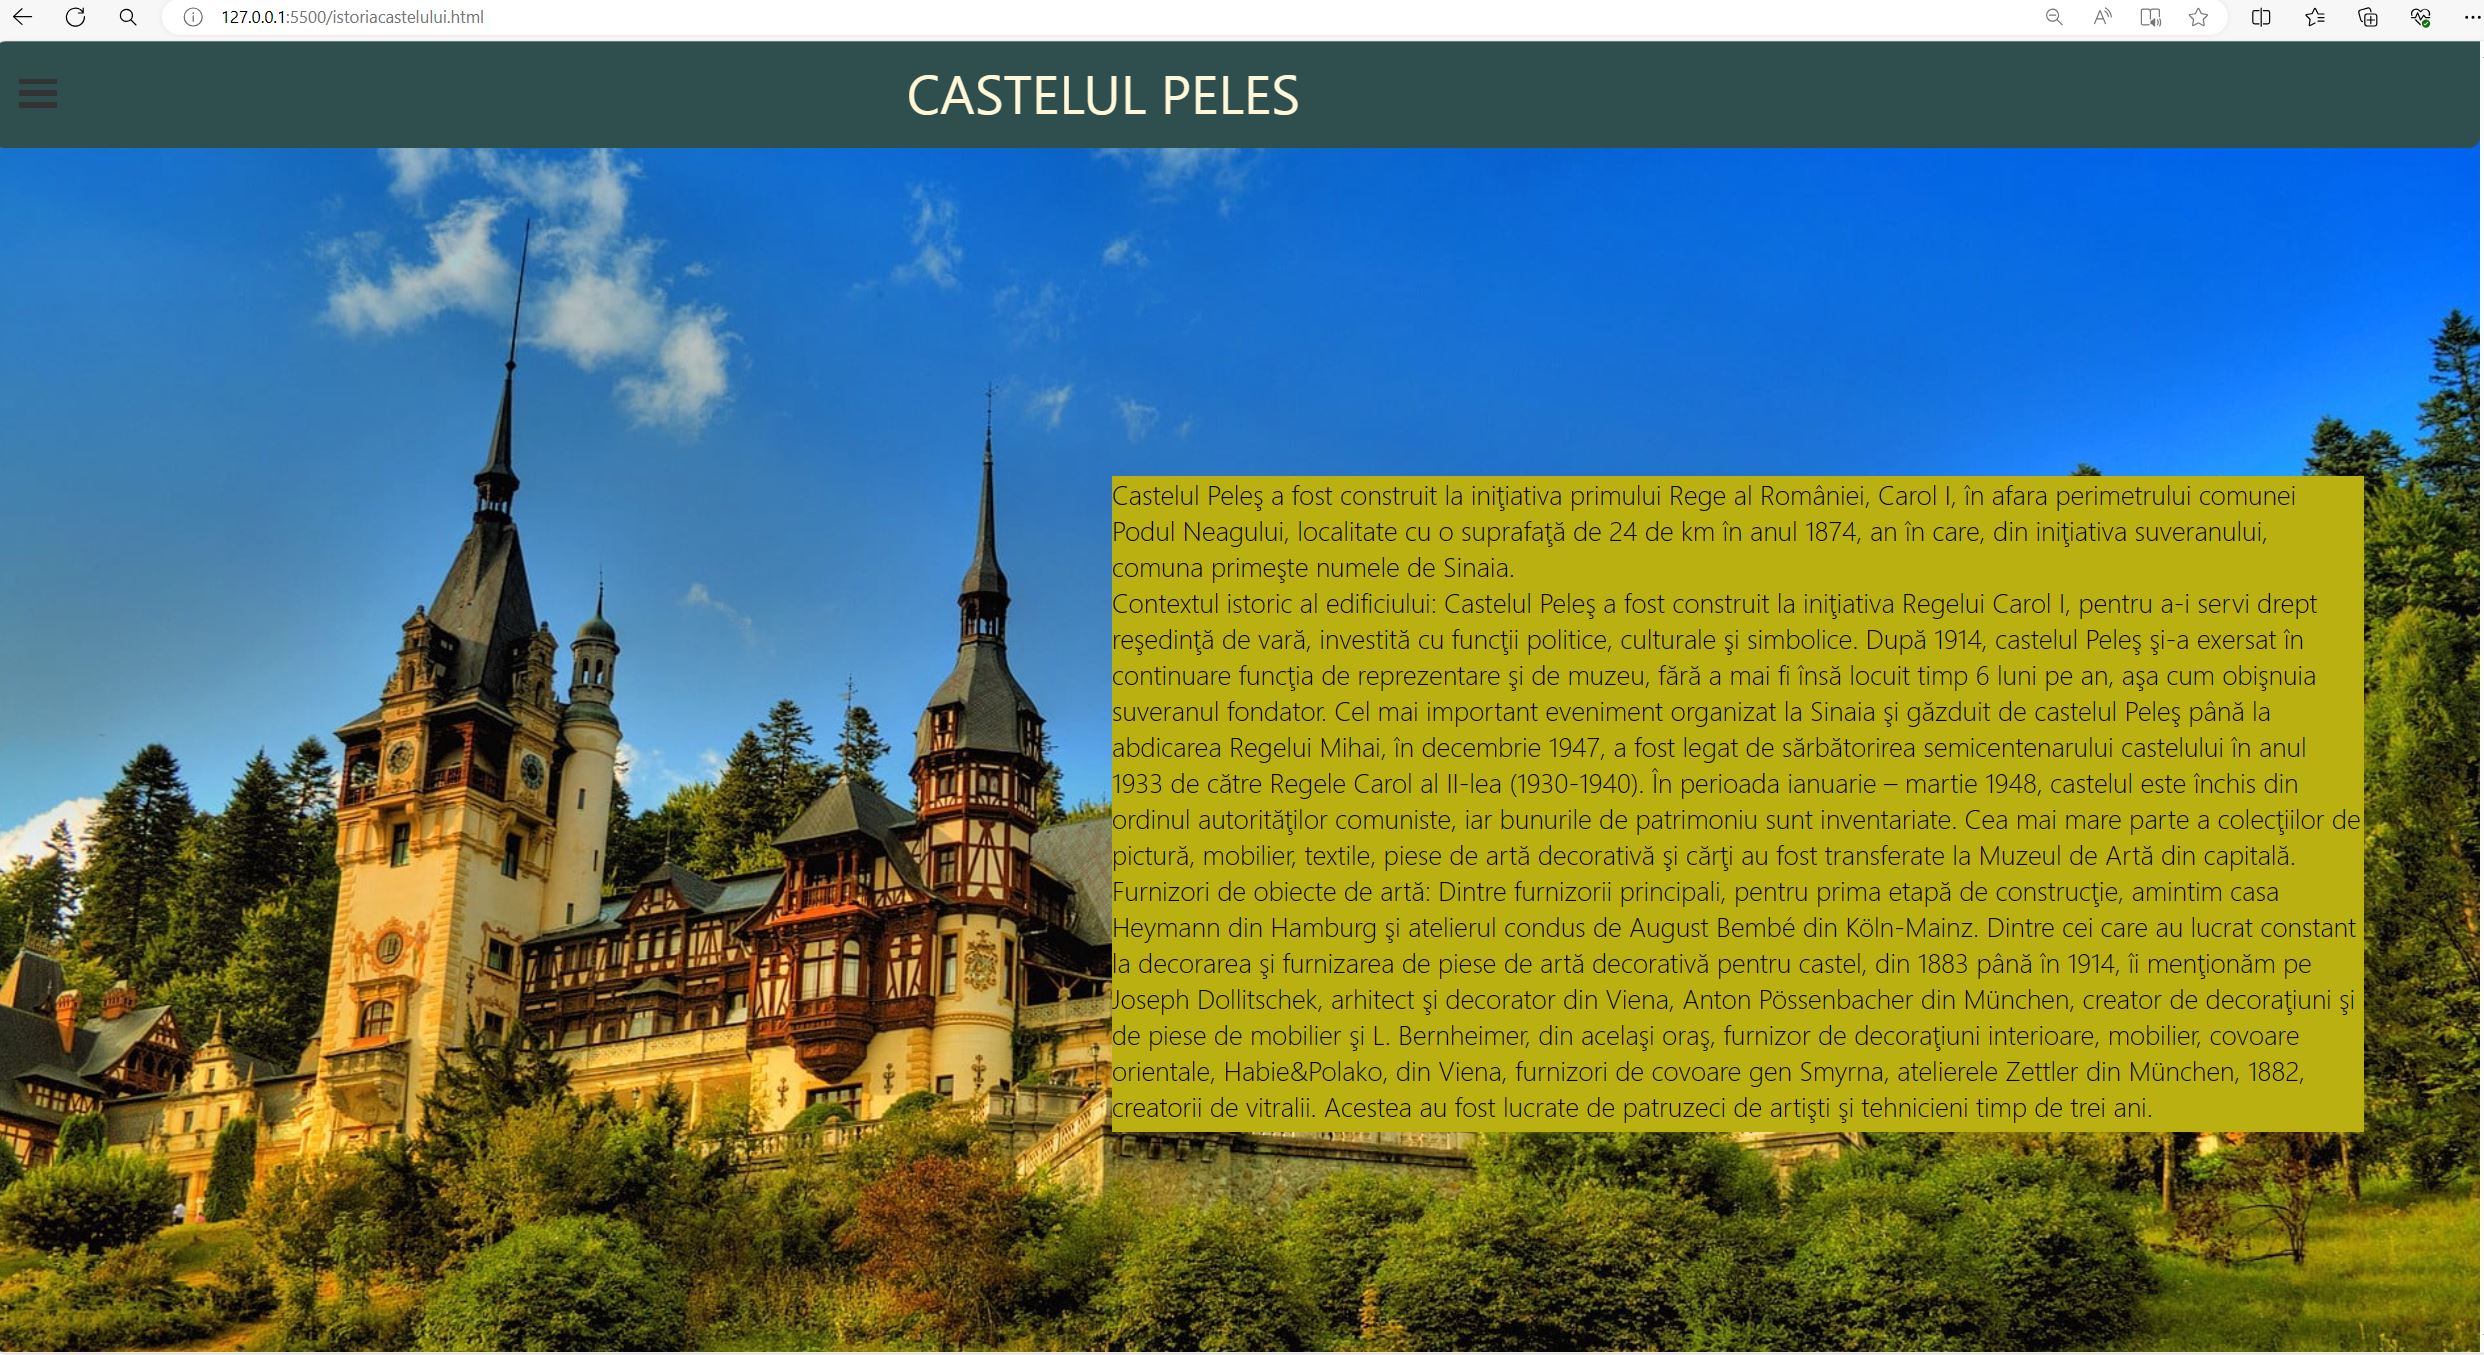 127.0.0.1:5500/istoriacastelului.html
CASTELUL PELES
Castelul Peleş a fost construit la iniţiativa primului Rege al României, Carol I, în afara perimetrului comunei
Podul Neagului, localitate cu o suprafaţă de 24 de km în anul 1874, an în care, din iniţiativa suveranului,
comuna primeşte numele de Sinaia.
Contextul istoric al edificiului: Castelul Peleş a fost construit la iniţiativa Regelui Carol I, pentru a-i servi drept
reşedinţă de vară, investită cu funcţii politice, culturale şi simbolice. După 1914, castelul Peleş şi-a exersat în
continuare funcţia de reprezentare şi de muzeu, fără a mai fi însă locuit timp 6 luni pe an, aşa cum obişnuia
suveranul fondator. Cel mai important eveniment organizat la Sinaia şi găzduit de castelul Peleş până la
abdicarea Regelui Mihai, în decembrie 1947, a fost legat de sărbătorirea semicentenarului castelului în anul
1933 de către Regele Carol al II-lea (1930-1940). În perioada ianuarie – martie 1948, castelul este închis din
ordinul autorităţilor comuniste, iar bunurile de patrimoniu sunt inventariate. Cea mai mare parte a colecţiilor de
pictură, mobilier, textile, piese de artă decorativă şi cărţi au fost transferate la Muzeul de Artă din capitală.
Furnizori de obiecte de artă: Dintre furnizorii principali, pentru prima etapă de construcţie, amintim casa
Heymann din Hamburg şi atelierul condus de August Bembé din Köln-Mainz. Dintre cei care au lucrat constant
la decorarea şi furnizarea de piese de artă decorativă pentru castel, din 1883 până în 1914, îi menţionăm pe
Joseph Dollitschek, arhitect şi decorator din Viena, Anton Pössenbacher din München, creator de decoraţiuni şi
de piese de mobilier şi L. Bernheimer, din acelaşi oraş, furnizor de decoraţiuni interioare, mobilier, covoare
orientale, Habie&Polako, din Viena, furnizori de covoare gen Smyrna, atelierele Zettler din München, 1882,
creatorii de vitralii. Acestea au fost lucrate de patruzeci de artişti şi tehnicieni timp de trei ani.